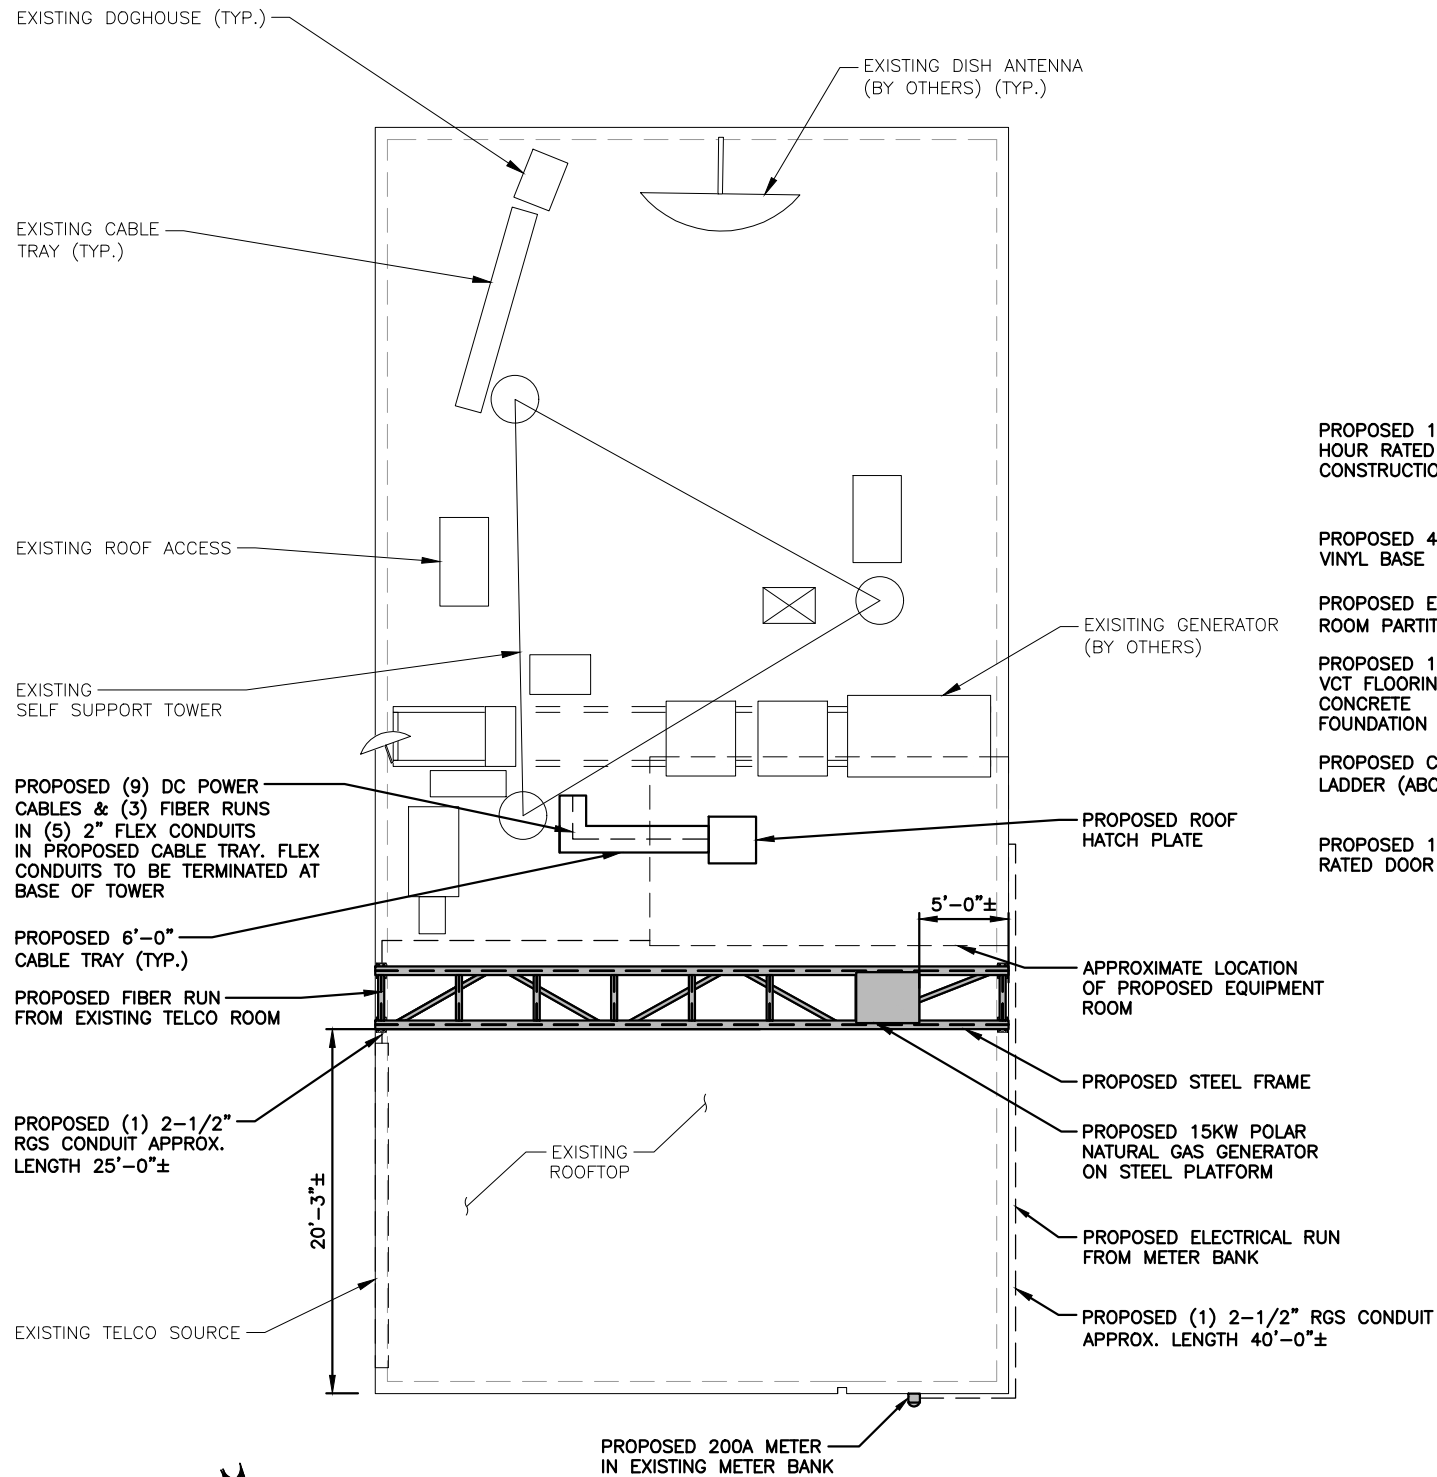 EXISTING DOGHOUSE (TYP.)
EXISTING DISH ANTENNA
(BY OTHERS) (TYP.)
EXISTING CABLE
TRAY (TYP.)
EXISTING ROOF ACCESS
EXISTING
SELF SUPPORT TOWER
EXISITING GENERATOR
(BY OTHERS)
PROPOSED (9) DC POWER
CABLES & (3) FIBER RUNS
IN (5) 2" FLEX CONDUITS
IN PROPOSED CABLE TRAY. FLEX
CONDUITS TO BE TERMINATED AT
BASE OF TOWER
PROPOSED ROOF
HATCH PLATE
5'-0"±
PROPOSED 6'-0"
CABLE TRAY (TYP.)
PROPOSED FIBER RUN
FROM EXISTING TELCO ROOM
APPROXIMATE LOCATION
OF PROPOSED EQUIPMENT
ROOM
PROPOSED STEEL FRAME
PROPOSED (1) 2-1/2"
RGS CONDUIT APPROX.
LENGTH 25'-0"±
PROPOSED 15KW POLAR
NATURAL GAS GENERATOR
ON STEEL PLATFORM
EXISTING
ROOFTOP
20'-3"±
PROPOSED ELECTRICAL RUN
FROM METER BANK
EXISTING TELCO SOURCE
PROPOSED (1) 2-1/2" RGS CONDUIT
APPROX. LENGTH 40'-0"±
PROPOSED 200A METER
IN EXISTING METER BANK
PROPOSED 1
HOUR RATED
CONSTRUCTIO
PROPOSED 4
VINYL BASE
PROPOSED E
ROOM PARTIT
PROPOSED 1
VCT FLOORIN
CONCRETE
FOUNDATION
PROPOSED C
LADDER (ABO
PROPOSED 1
RATED DOOR